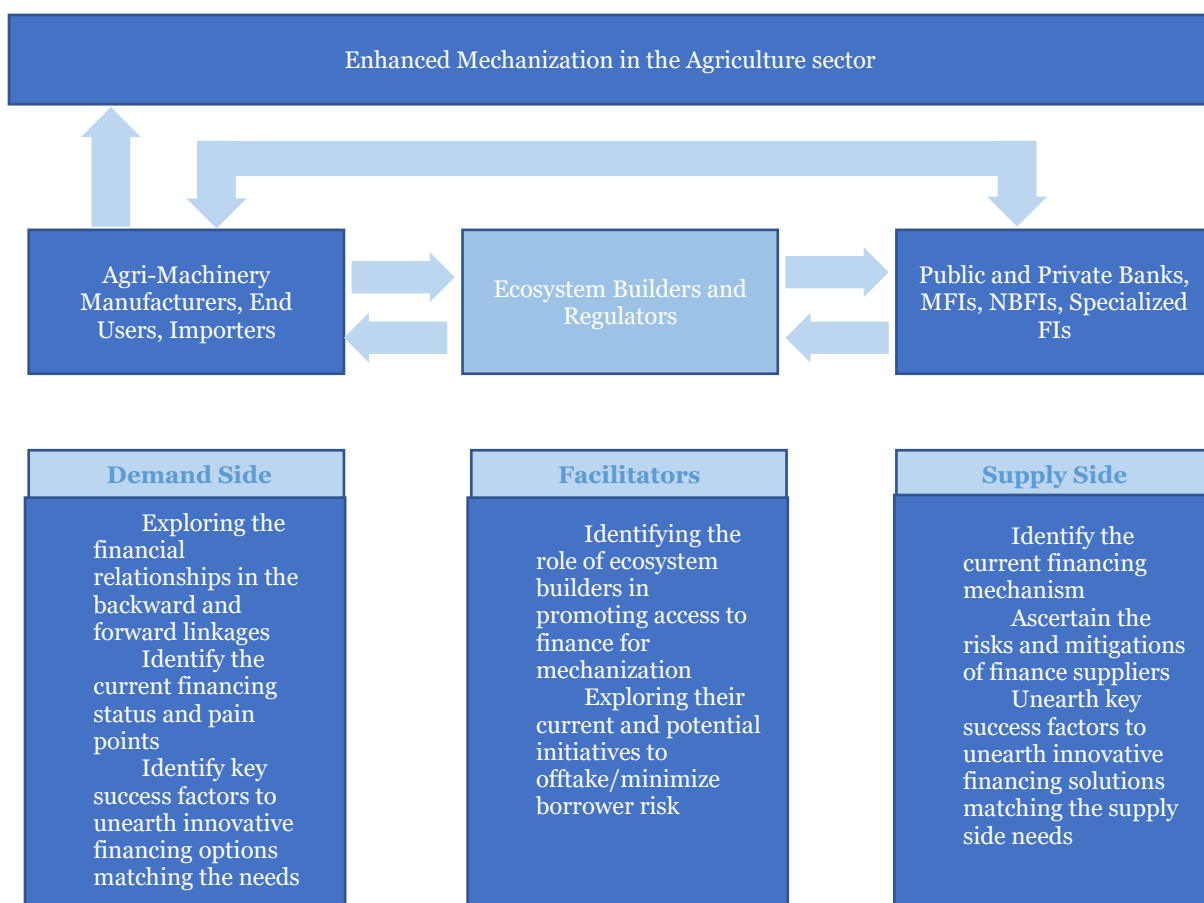 Enhanced Mechanization in the Agriculture sector
Agri-Machinery
Manufacturers, End
Users, Importers
Ecosystem Builders and
Regulators
Public and Private Banks,
MFIs, NBFIs, Specialized
FIs
Demand Side
Exploring the
financial
relationships in the
backward and
forward linkages
Identify the
current financing
status and pain
points
Identify key
success factors to
unearth innovative
financing options
matching the needs
Facilitators
Identifying the
role of ecosystem
builders in
promoting access to
finance for
mechanization
Exploring their
current and potential
initiatives to
offtake/minimize
borrower risk
Supply Side
Identify the
current financing
mechanism
Ascertain the
risks and mitigations
of finance suppliers
Unearth key
success factors to
unearth innovative
financing solutions
matching the supply
side needs